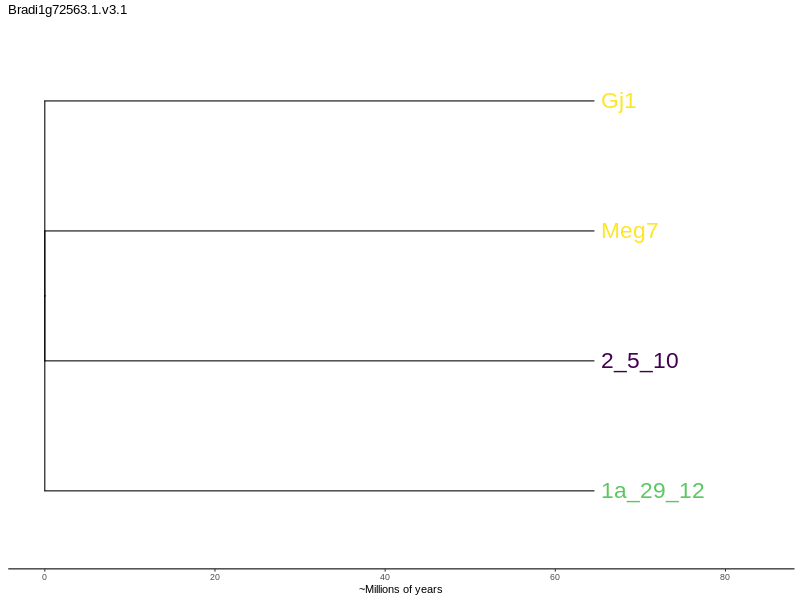 Bradi1g72563.1.v3.1
Gj1
Meg7
2_5_10
1a_29_12
0 20 40 60 80
~Millions of years